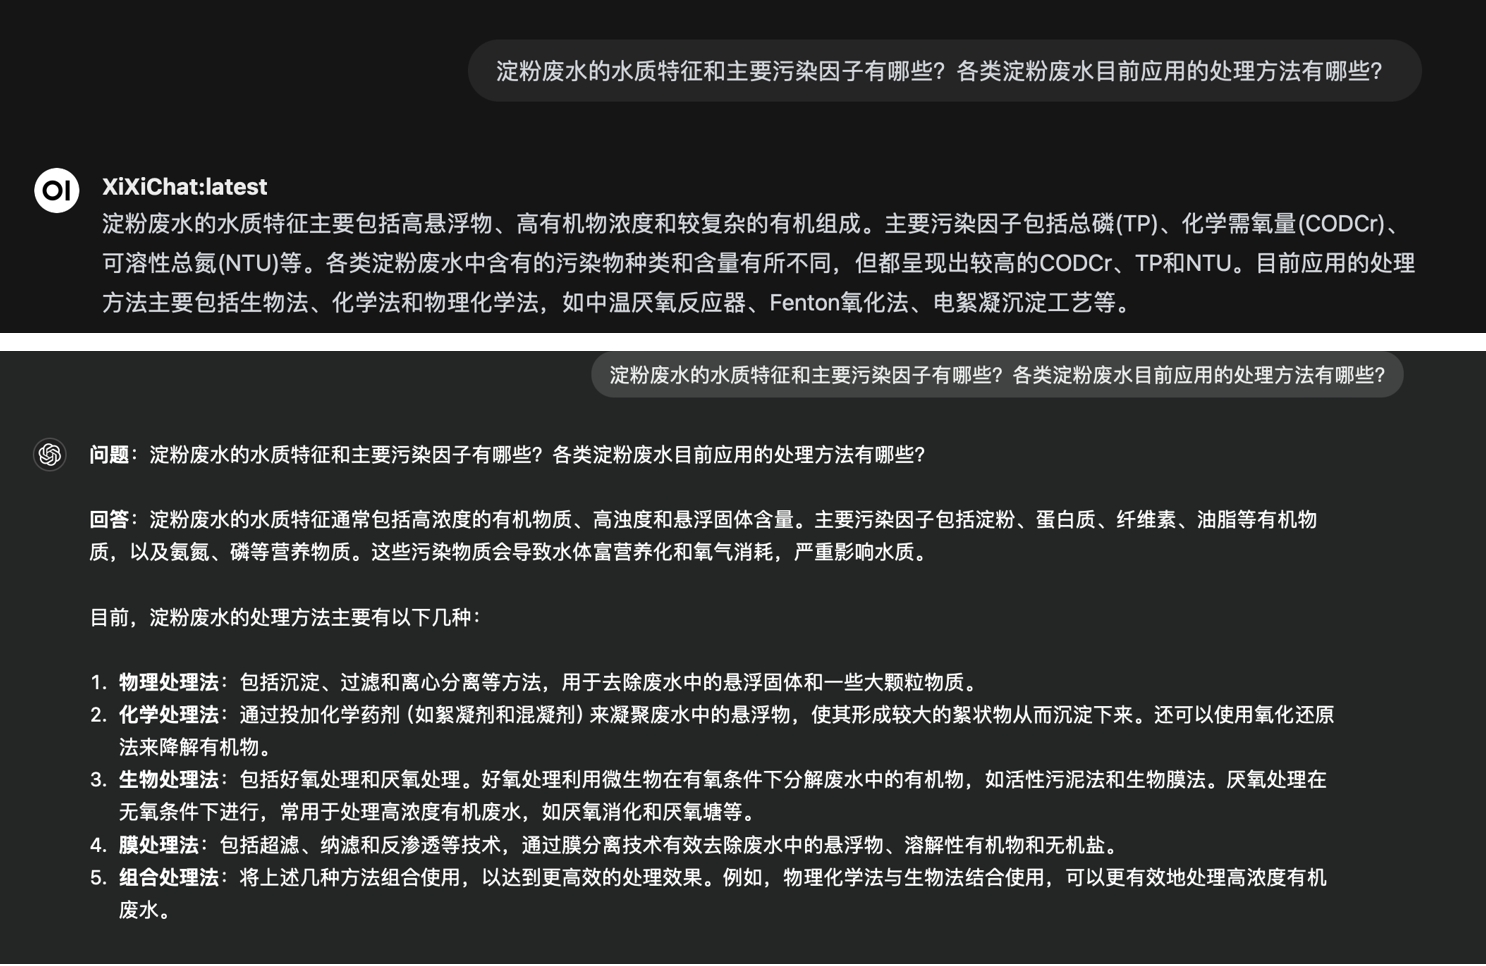 淀粉废水的水质特征和主要污染因子有哪些？各类淀粉废水目前应用的处理方法有哪些？
OI
XiXiChat:latest
淀粉废水的水质特征主要包括高悬浮物、高有机物浓度和较复杂的有机组成。主要污染因子包括总磷(TP)、化学需氧量(CODCr)、
可溶性总氮(NTU)等。各类淀粉废水中含有的污染物种类和含量有所不同，但都呈现出较高的CODCr、TP和NTU。目前应用的处理
方法主要包括生物法、化学法和物理化学法，如中温厌氧反应器、Fenton氧化法、电絮凝沉淀工艺等。
淀粉废水的水质特征和主要污染因子有哪些？各类淀粉废水目前应用的处理方法有哪些？
问题：淀粉废水的水质特征和主要污染因子有哪些？各类淀粉废水目前应用的处理方法有哪些？
回答：淀粉废水的水质特征通常包括高浓度的有机物质、高浊度和悬浮固体含量。主要污染因子包括淀粉、蛋白质、纤维素、油脂等有机物
质，以及氨氮、磷等营养物质。这些污染物质会导致水体富营养化和氧气消耗，严重影响水质。
目前，淀粉废水的处理方法主要有以下几种：
1. 物理处理法：包括沉淀、过滤和离心分离等方法，用于去除废水中的悬浮固体和一些大颗粒物质。
2. 化学处理法：通过投加化学药剂（如絮凝剂和混凝剂）来凝聚废水中的悬浮物，使其形成较大的絮状物从而沉淀下来。还可以使用氧化还原
法来降解有机物。
3. 生物处理法：包括好氧处理和厌氧处理。好氧处理利用微生物在有氧条件下分解废水中的有机物，如活性污泥法和生物膜法。厌氧处理在
无氧条件下进行，常用于处理高浓度有机废水，如厌氧消化和厌氧塘等。
4. 膜处理法：包括超滤、纳滤和反渗透等技术，通过膜分离技术有效去除废水中的悬浮物、溶解性有机物和无机盐。
5. 组合处理法：将上述几种方法组合使用，以达到更高效的处理效果。例如，物理化学法与生物法结合使用，可以更有效地处理高浓度有机
废水。